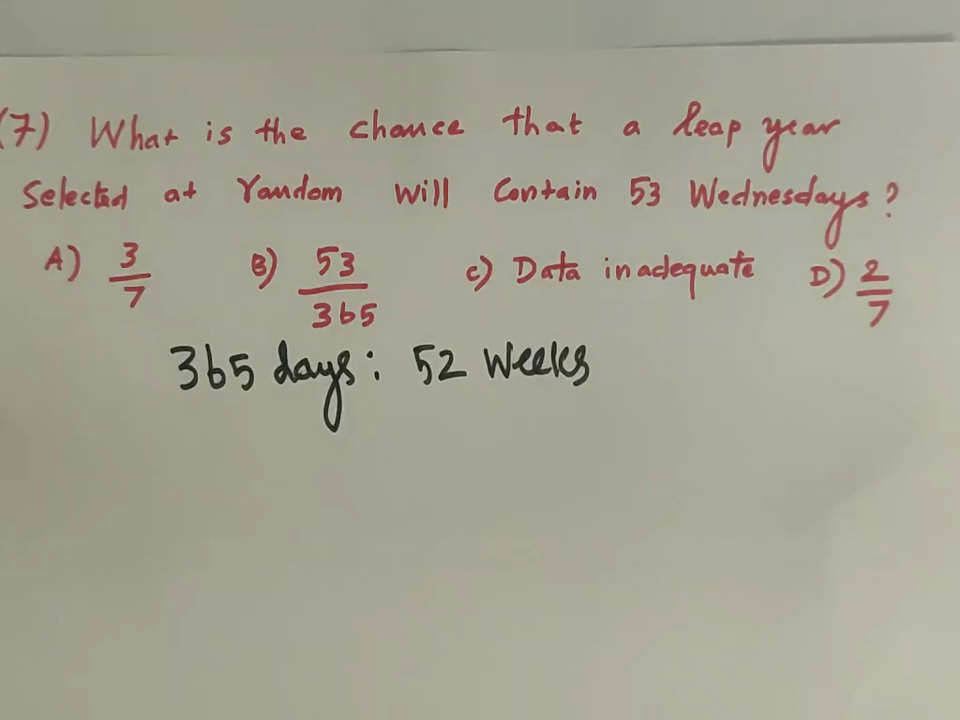 (7) What is the chance that a leap year
Selected at random will Contain 53 Wednesdays?
A) 3/7 B) 53/365 C) Data inadequate D) 2/7
365 days: 52 weeks